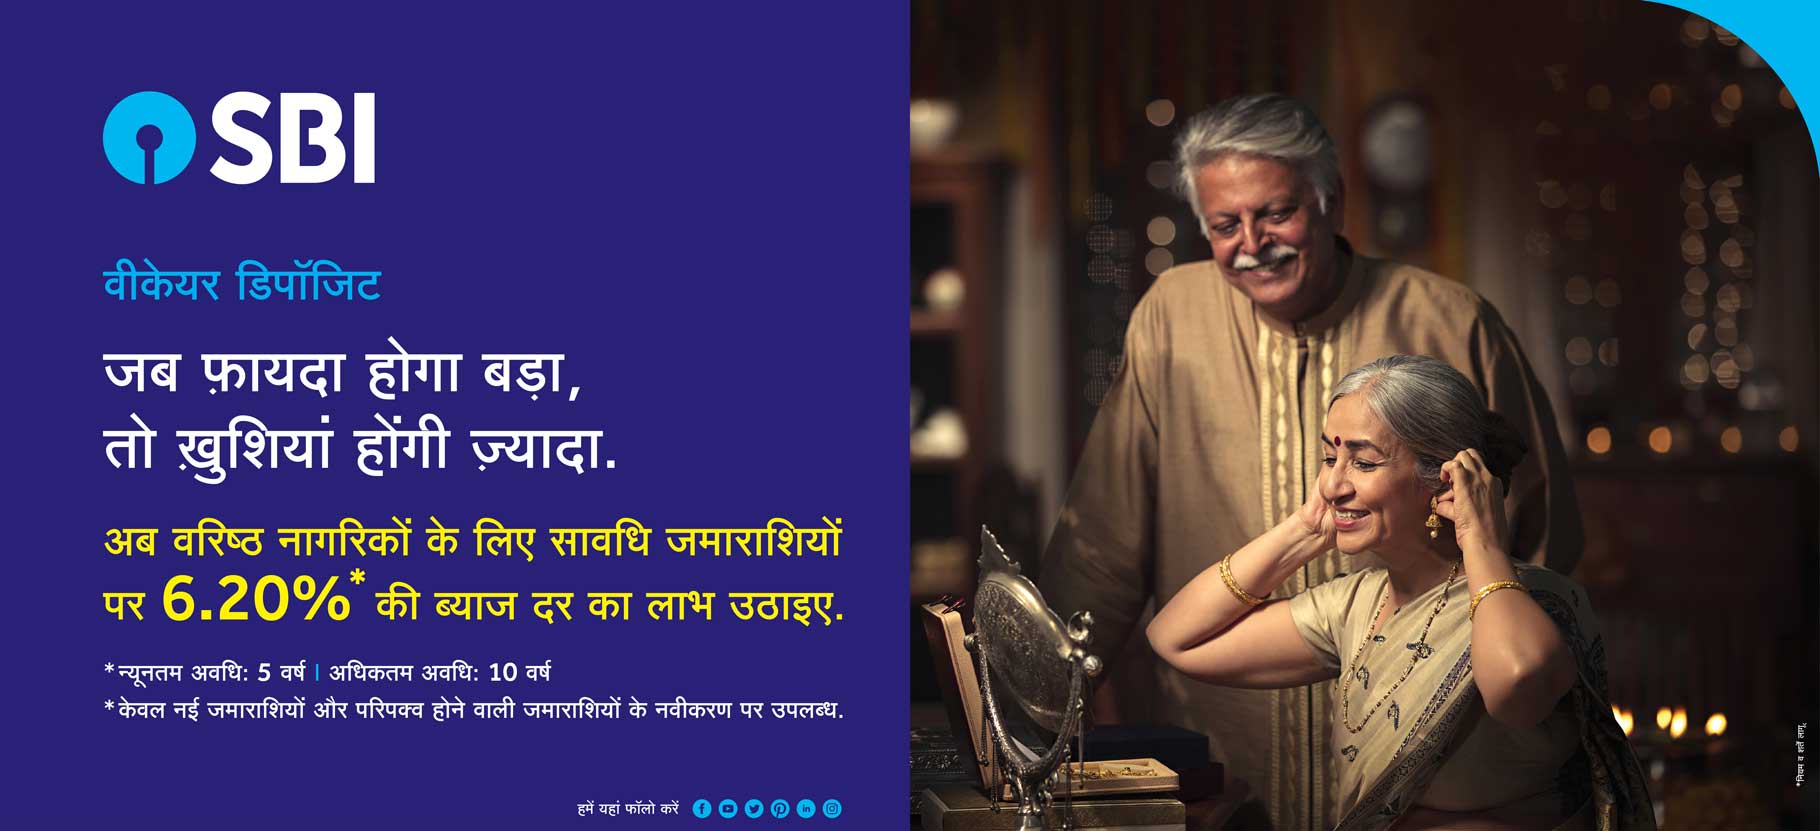 SBI
वीकेयर डिपॉजिट
जब फ़ायदा होगा बड़ा,
तो ख़ुशियां होंगी ज़्यादा.
अब वरिष्ठ नागरिकों के लिए सावधि जमाराशियों
पर 6.20%* की ब्याज दर का लाभ उठाइए.
*न्यूनतम अवधि: 5 वर्ष | अधिकतम अवधि: 10 वर्ष
*केवल नई जमाराशियों और परिपक्व होने वाली जमाराशियों के नवीकरण पर उपलब्ध.
हमें यहां फॉलो करें
*नियम व शर्तें लागू.